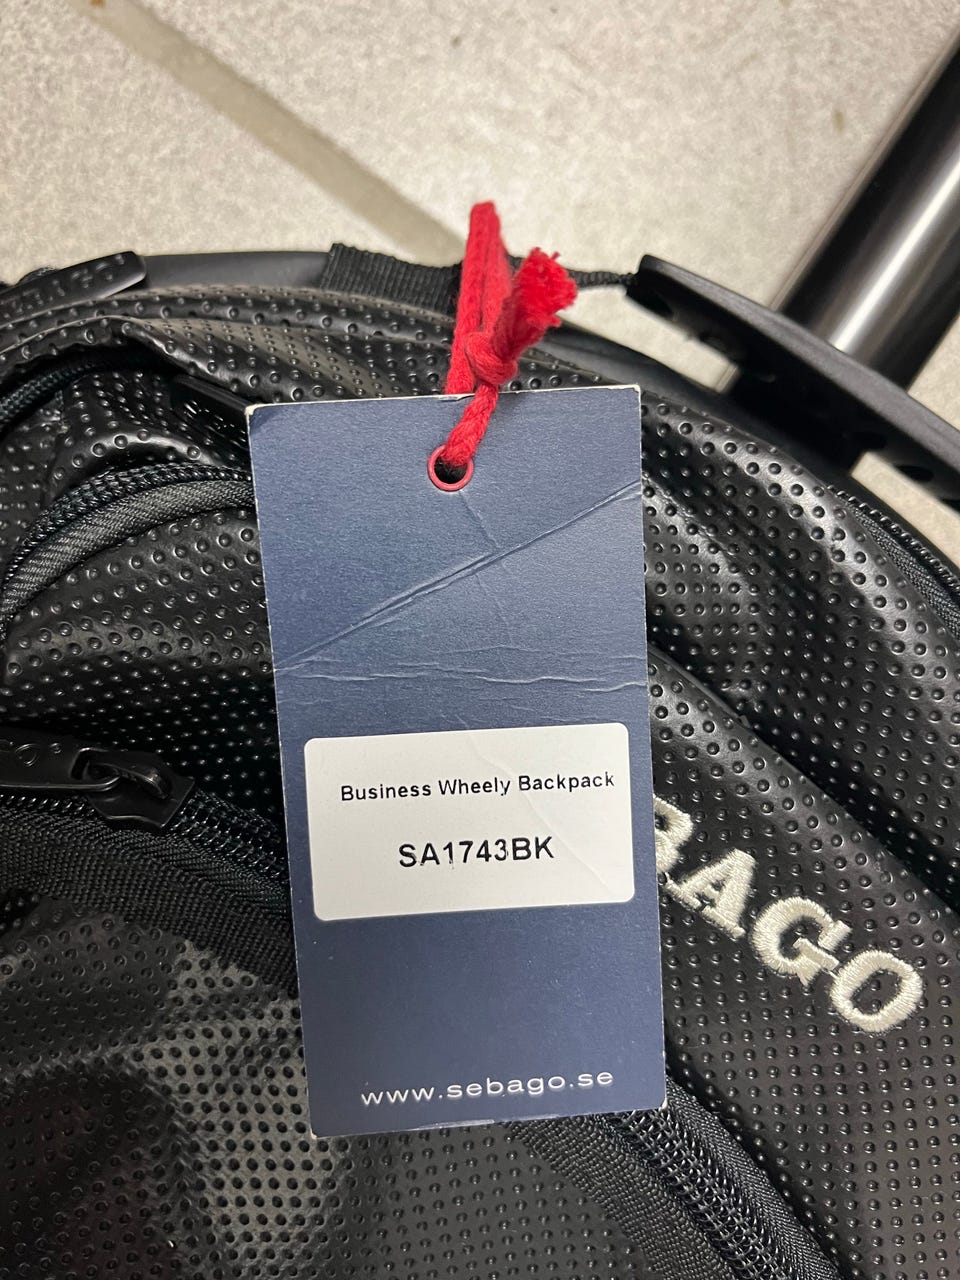 Business Wheely Backpack
SA1743BK
BAGO
www.sebago.se